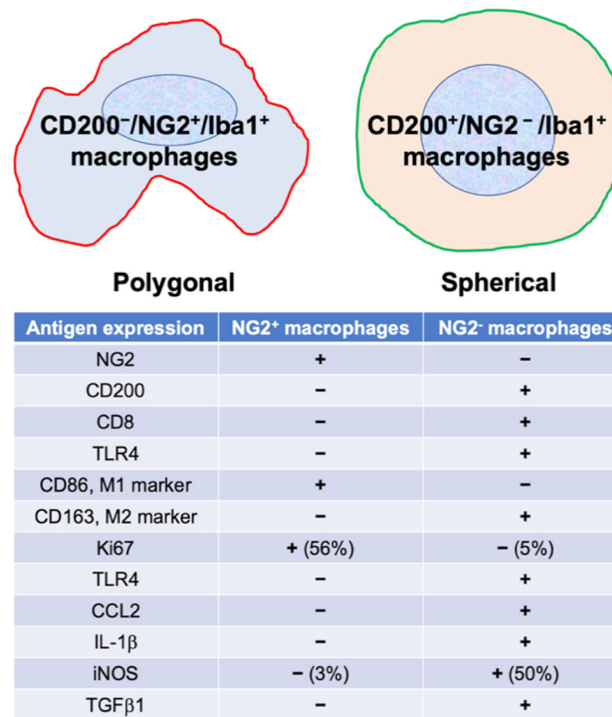 CD200⁻/NG2⁺/Iba1⁺
macrophages
CD200⁺/NG2⁻/Iba1⁺
macrophages
Polygonal
Spherical
Antigen expression NG2⁺ macrophages NG2⁻ macrophages
NG2 + −
CD200 − +
CD8 − +
TLR4 − +
CD86, M1 marker + −
CD163, M2 marker − +
Ki67 + (56%) − (5%)
TLR4 − +
CCL2 − +
IL-1β − +
iNOS − (3%) + (50%)
TGFβ1 − +